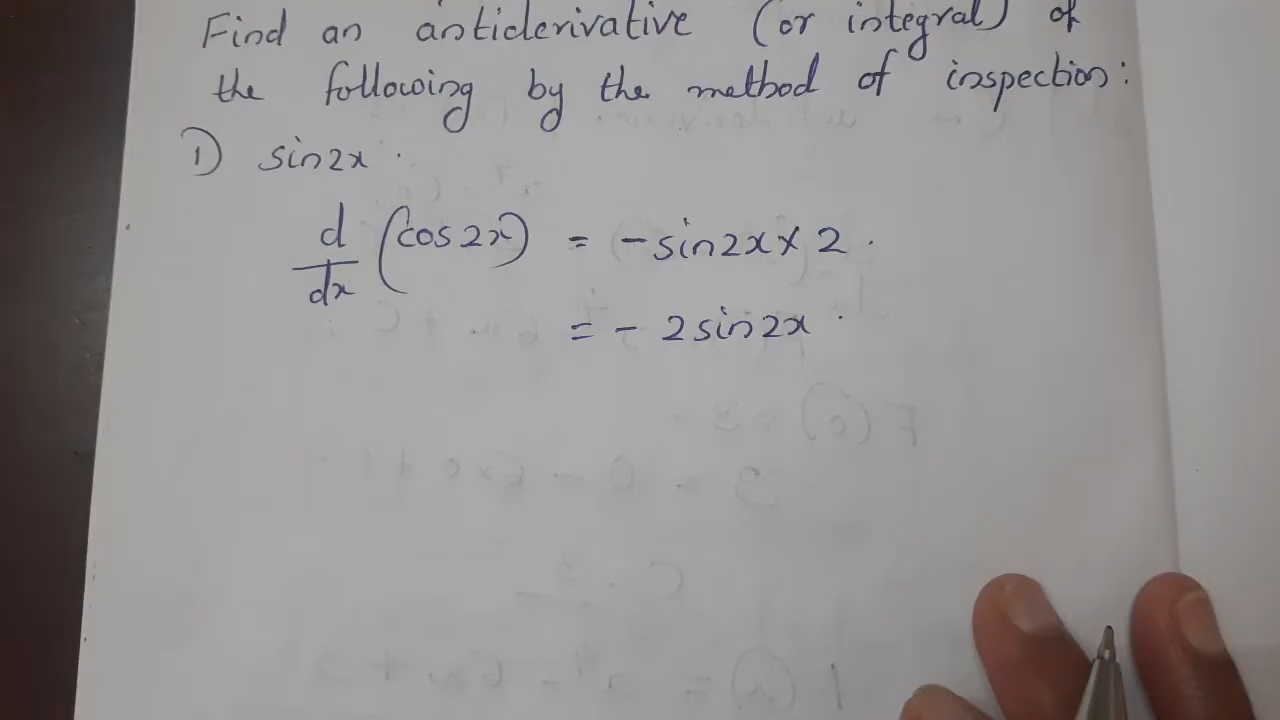 Find an antiderivative (or integral) of
the following by the method of inspection:
1) sin2x.
d/dx (cos 2x) = -sin2x × 2.
= - 2sin2x.